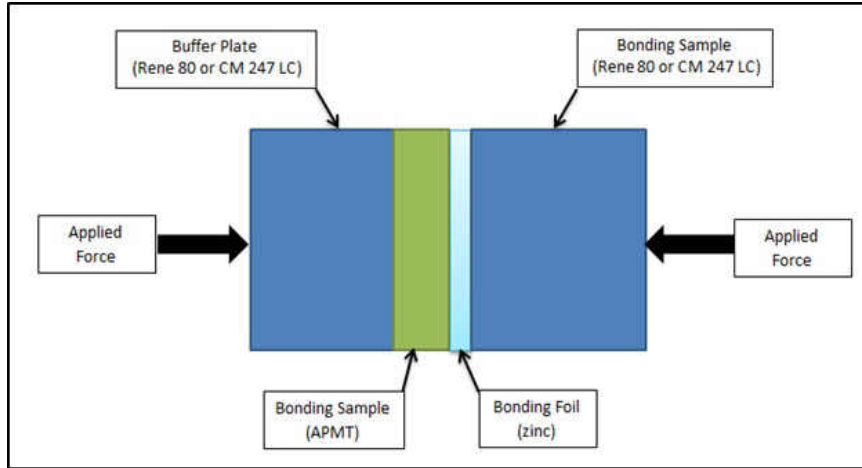 Buffer Plate
(Rene 80 or CM 247 LC)
Bonding Sample
(Rene 80 or CM 247 LC)
Applied
Force
Applied
Force
Bonding Sample
(APMT)
Bonding Foil
(zinc)